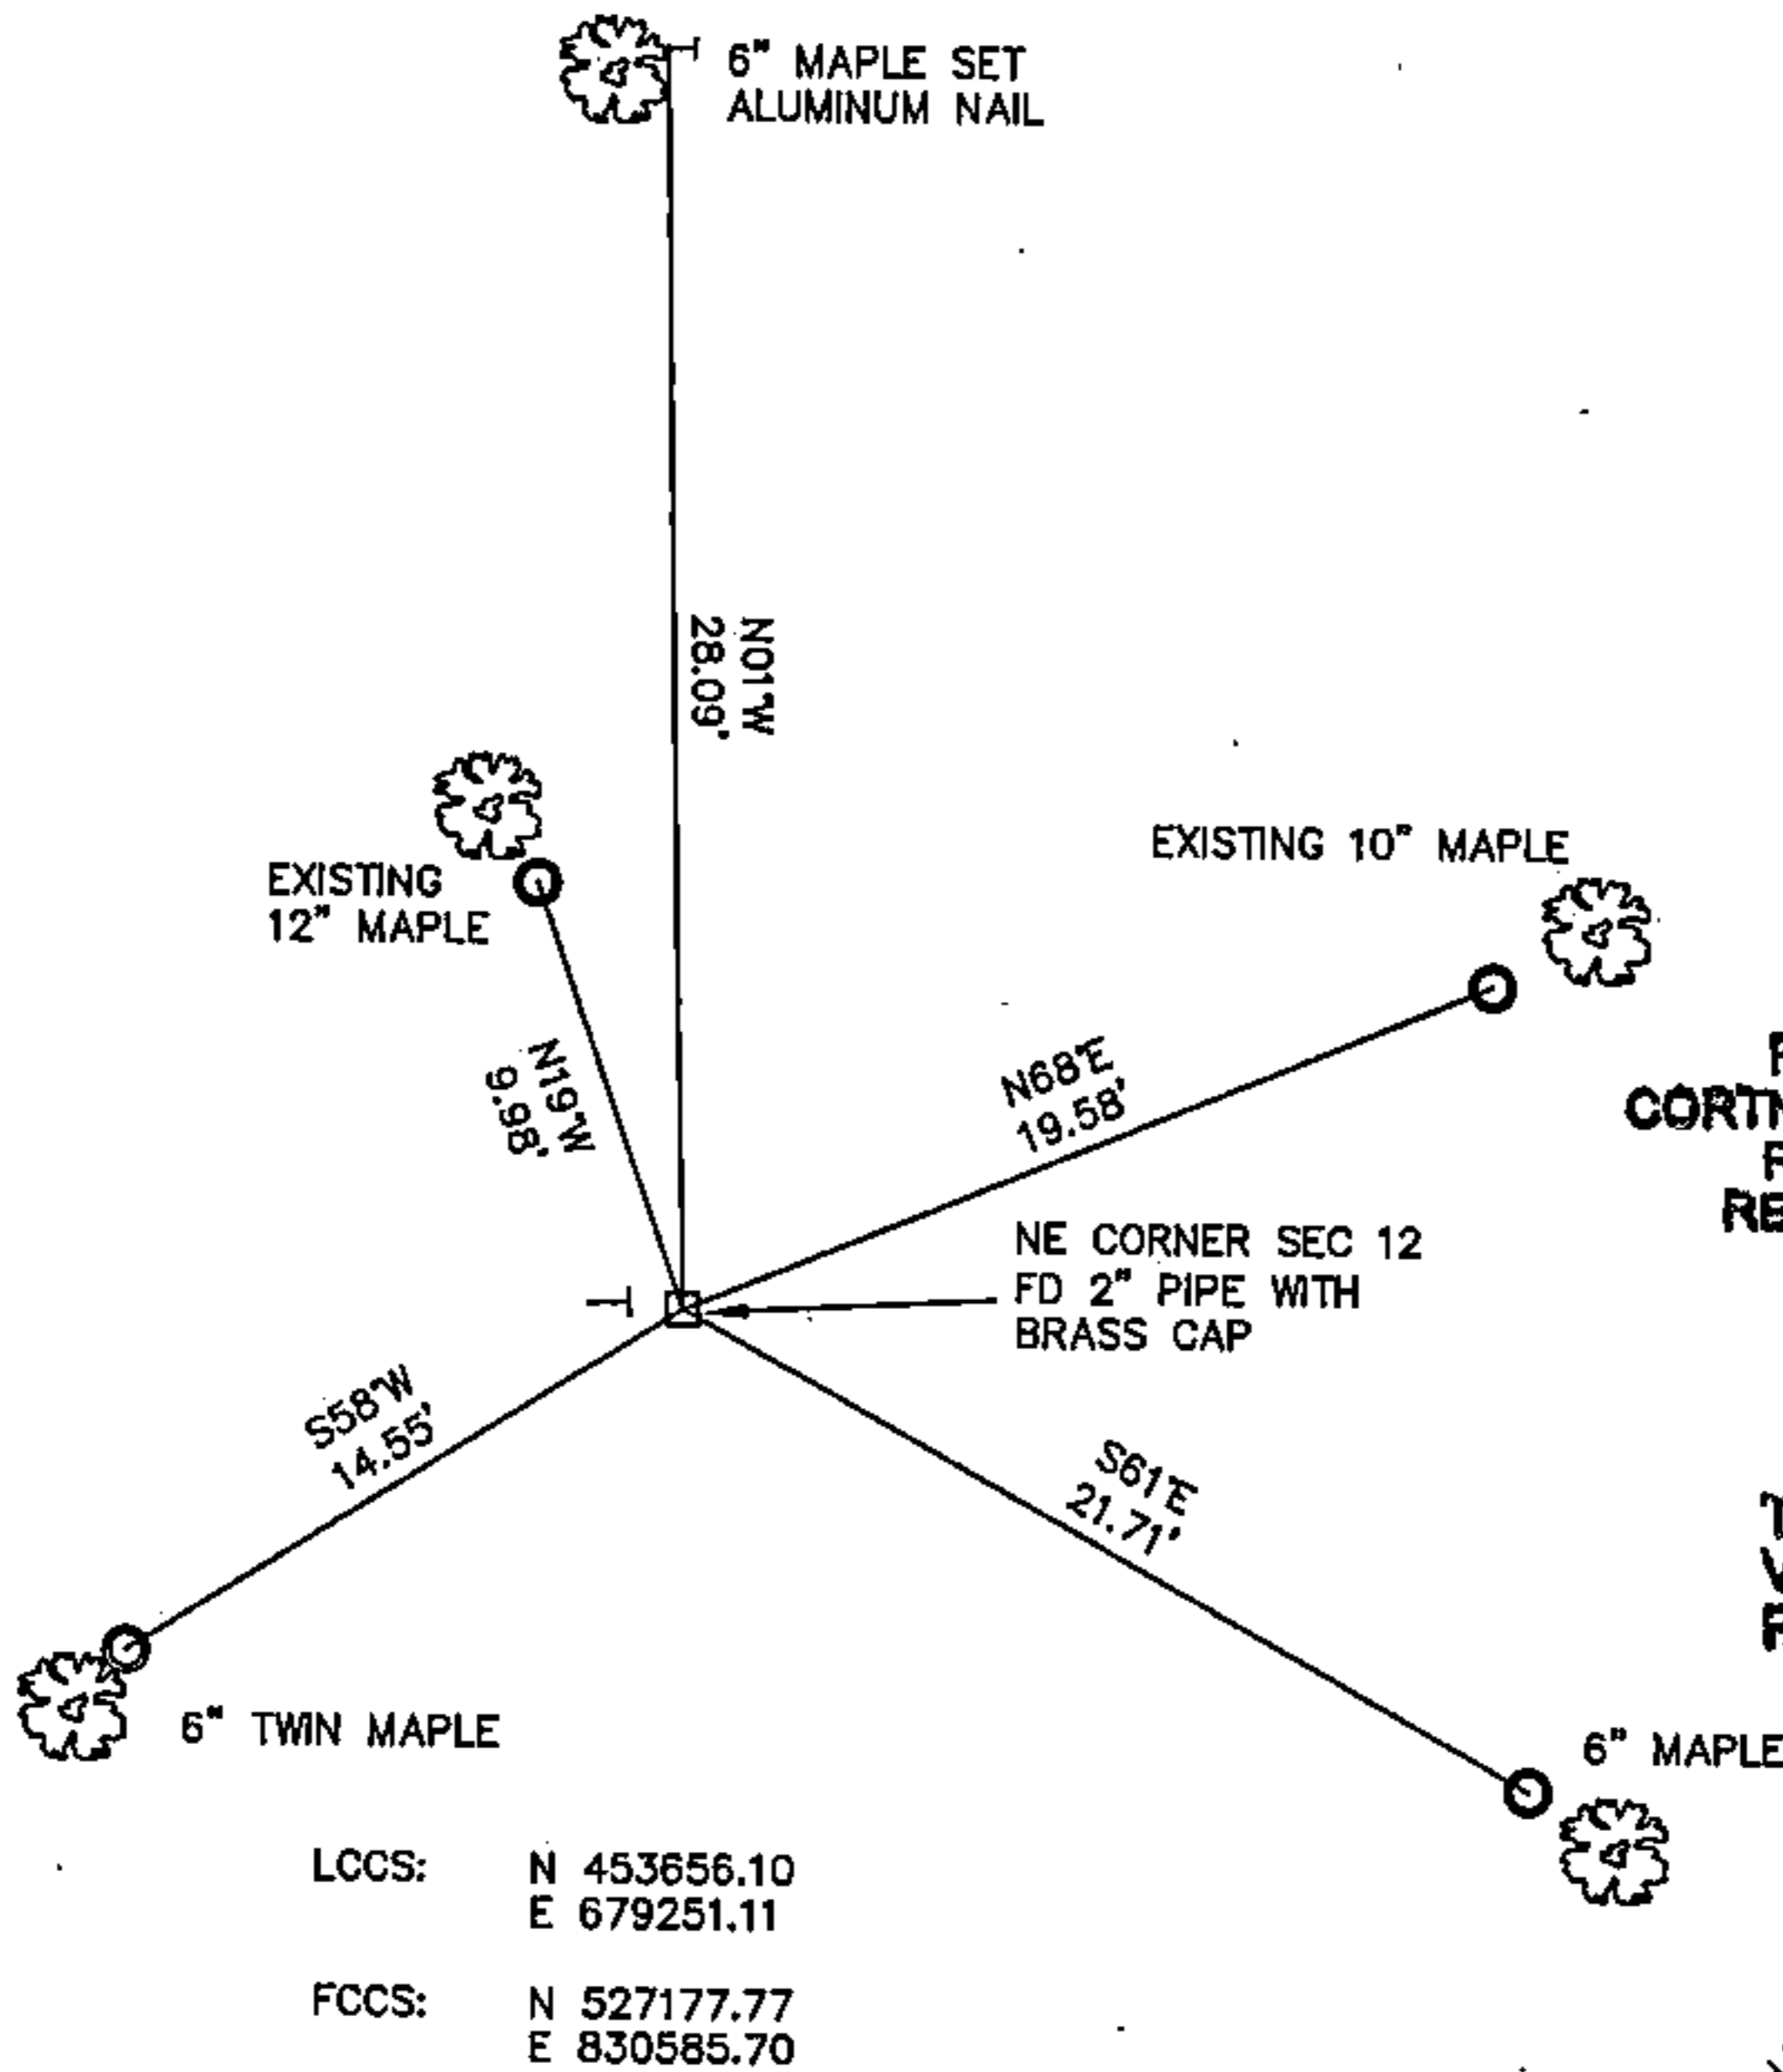 6" MAPLE SET
ALUMINUM NAIL
N01°W
28.09'
EXISTING
12" MAPLE
EXISTING 10" MAPLE
N19°W
9.98'
N68°E
19.58'
NE CORNER SEC 12
FD 2" PIPE WITH
BRASS CAP
S58°W
14.55'
S61°E
21.71'
6" TWIN MAPLE
6" MAPLE
LCCS: N 453656.10
E 679251.11
FCCS: N 527177.77
E 830585.70